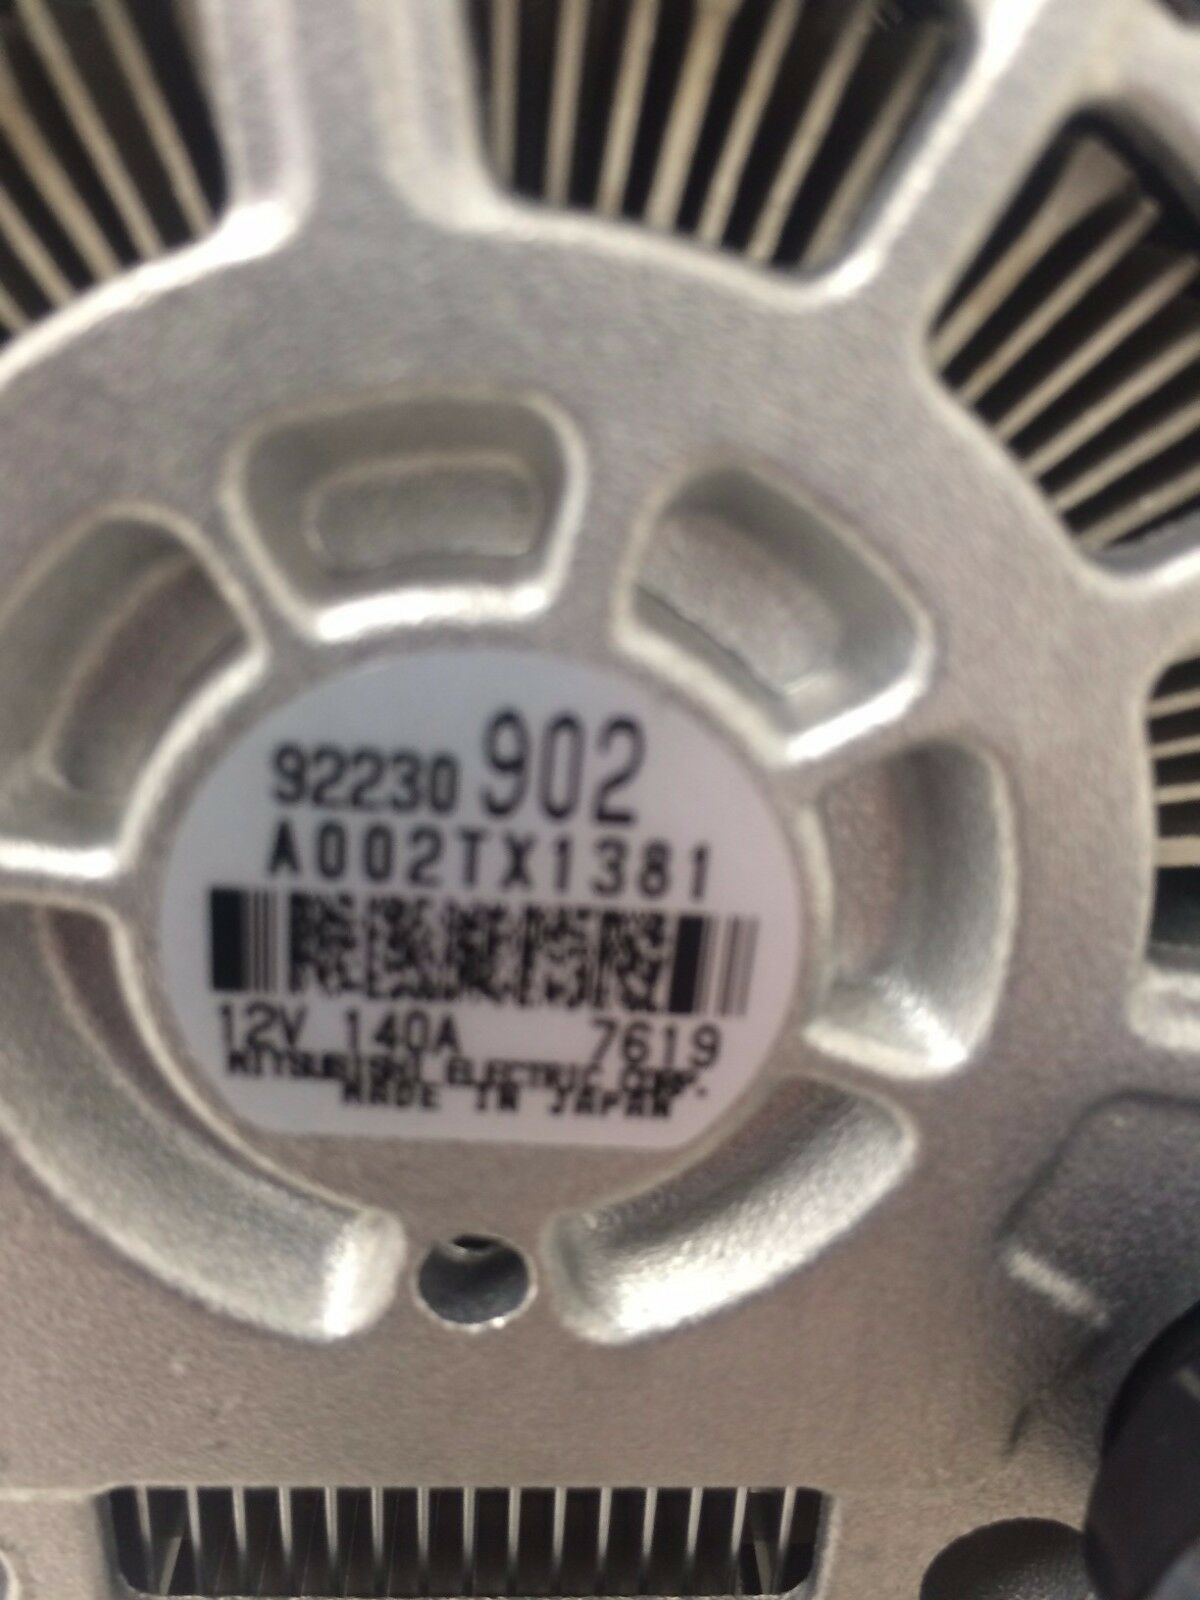 92230 902
A002TX1381
12V 140A 7619
MITSUBISHI ELECTRIC CORP.
MADE IN JAPAN